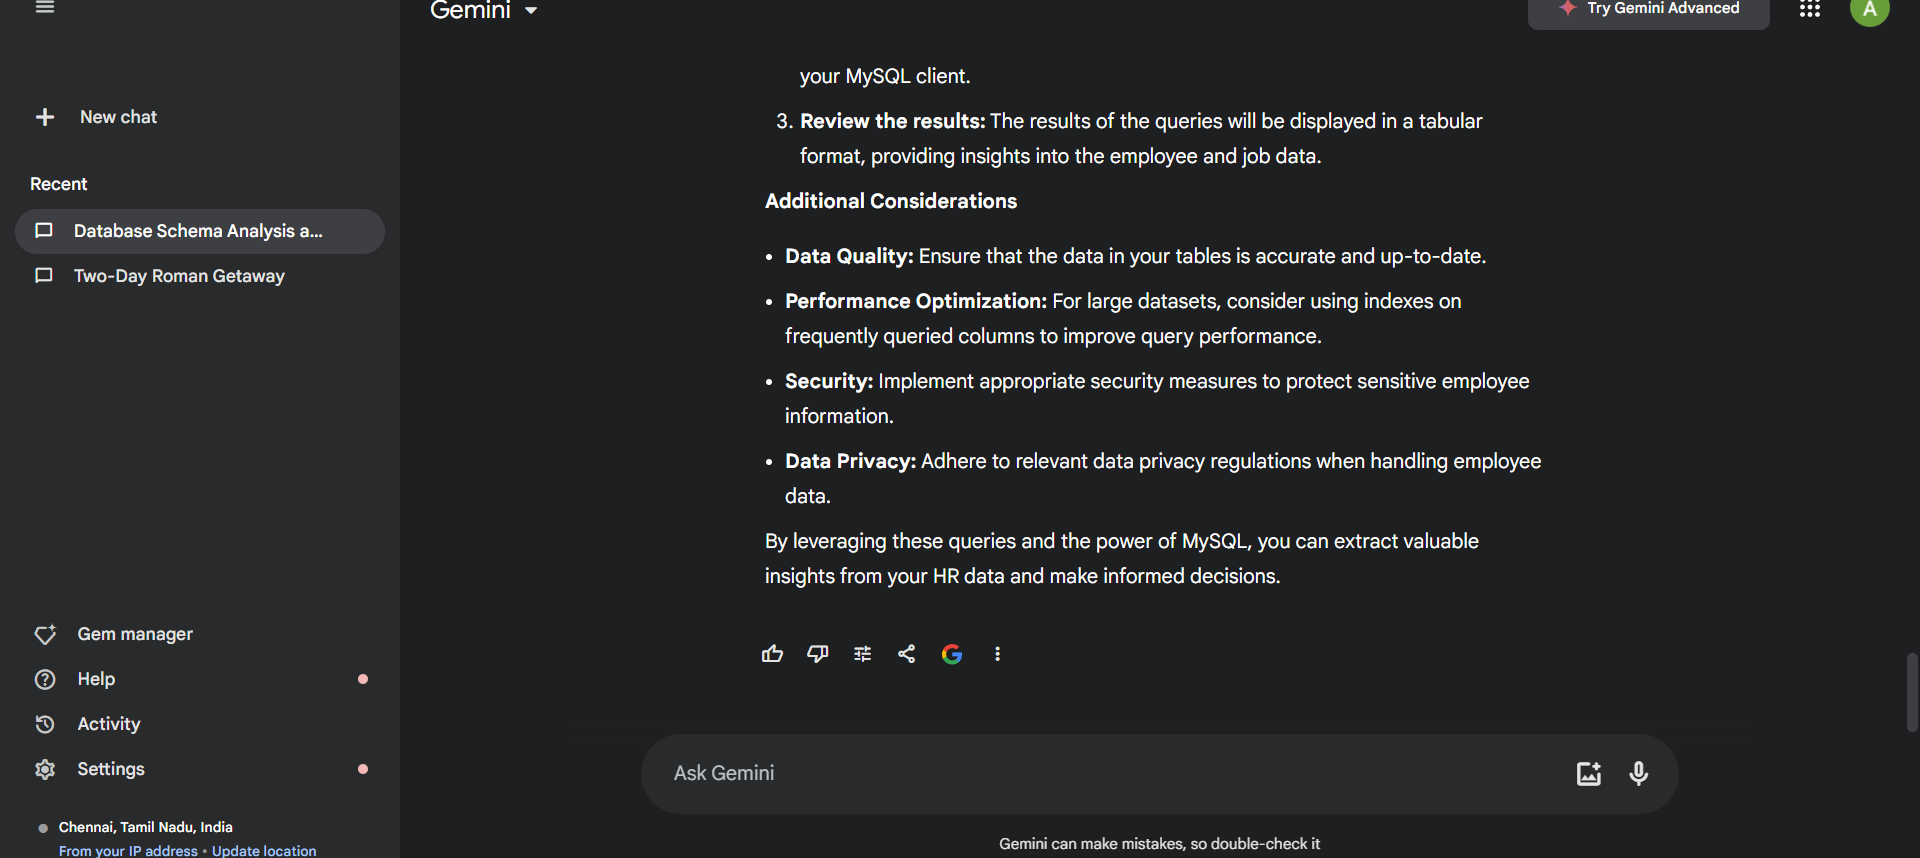 Gemini
Try Gemini Advanced
A
New chat
Recent
Database Schema Analysis a...
Two-Day Roman Getaway
Gem manager
Help
Activity
Settings
Chennai, Tamil Nadu, India
From your IP address • Update location
your MySQL client.
3. Review the results: The results of the queries will be displayed in a tabular
format, providing insights into the employee and job data.
Additional Considerations
• Data Quality: Ensure that the data in your tables is accurate and up-to-date.
• Performance Optimization: For large datasets, consider using indexes on
frequently queried columns to improve query performance.
• Security: Implement appropriate security measures to protect sensitive employee
information.
• Data Privacy: Adhere to relevant data privacy regulations when handling employee
data.
By leveraging these queries and the power of MySQL, you can extract valuable
insights from your HR data and make informed decisions.
Ask Gemini
Gemini can make mistakes, so double-check it